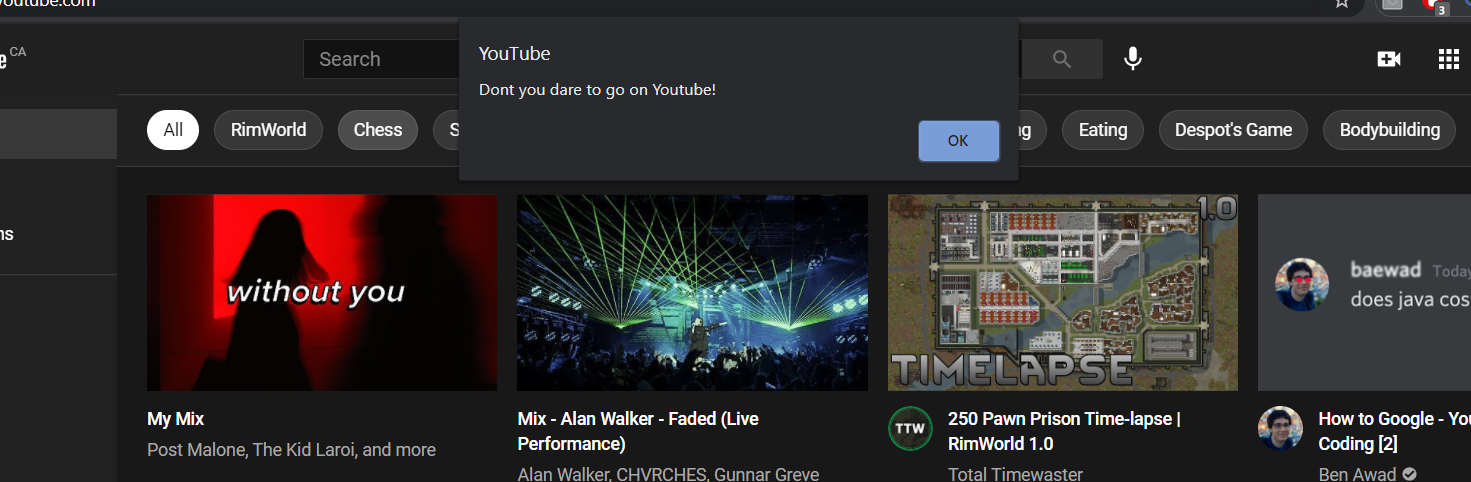 youtube.com
3
CA
Search
YouTube
Dont you dare to go on Youtube!
OK
All
RimWorld
Chess
Eating
Despot's Game
Bodybuilding
without you
1.0
TIMELAPSE
baewad Today
does java cos
My Mix
Post Malone, The Kid Laroi, and more
Mix - Alan Walker - Faded (Live
Performance)
Alan Walker, CHVRCHES, Gunnar Greve
TTW
250 Pawn Prison Time-lapse |
RimWorld 1.0
Total Timewaster
How to Google - You
Coding [2]
Ben Awad